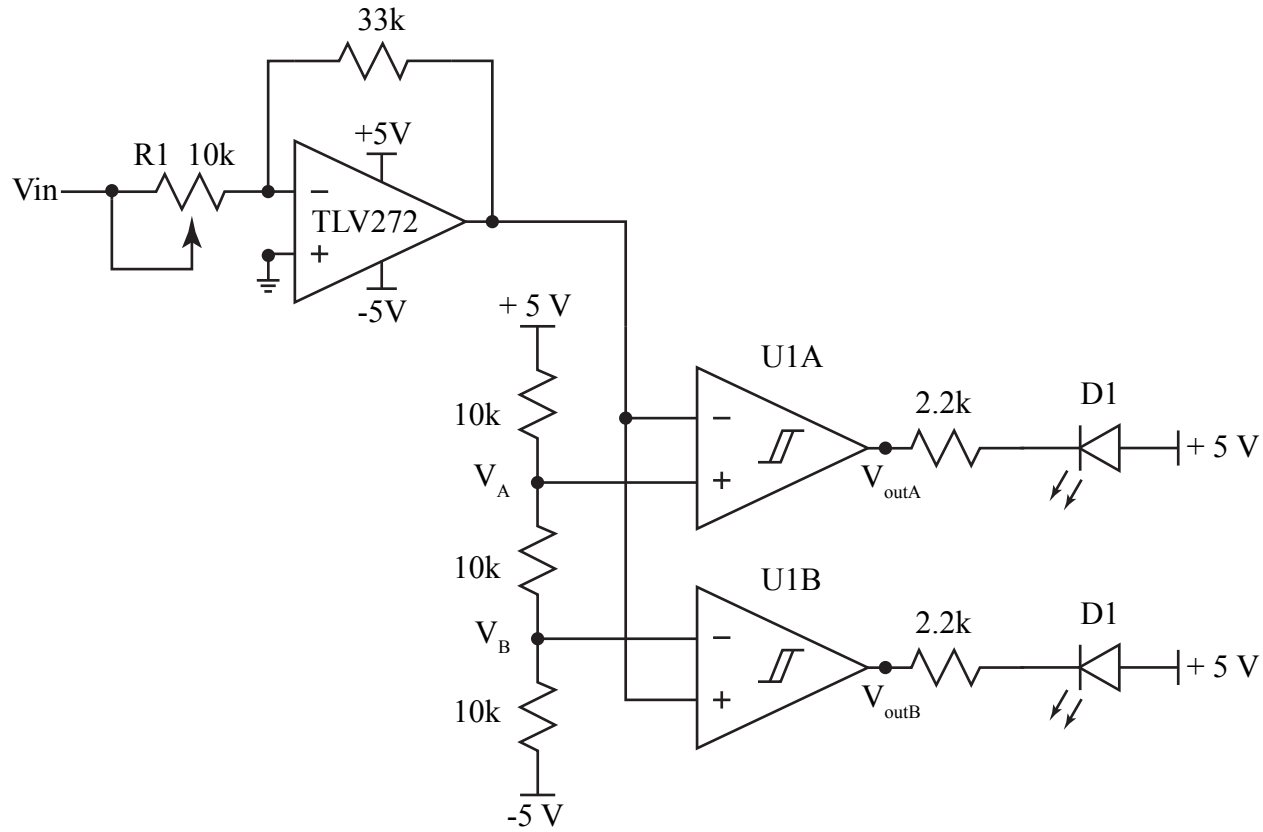 33k
R1 10k
+5V
Vin
−
TLV272
+
-5V
+ 5 V
U1A
10k
−
2.2k
D1
+ 5 V
V_A
+
V_outA
10k
U1B
V_B
−
2.2k
D1
+ 5 V
10k
+
V_outB
-5 V